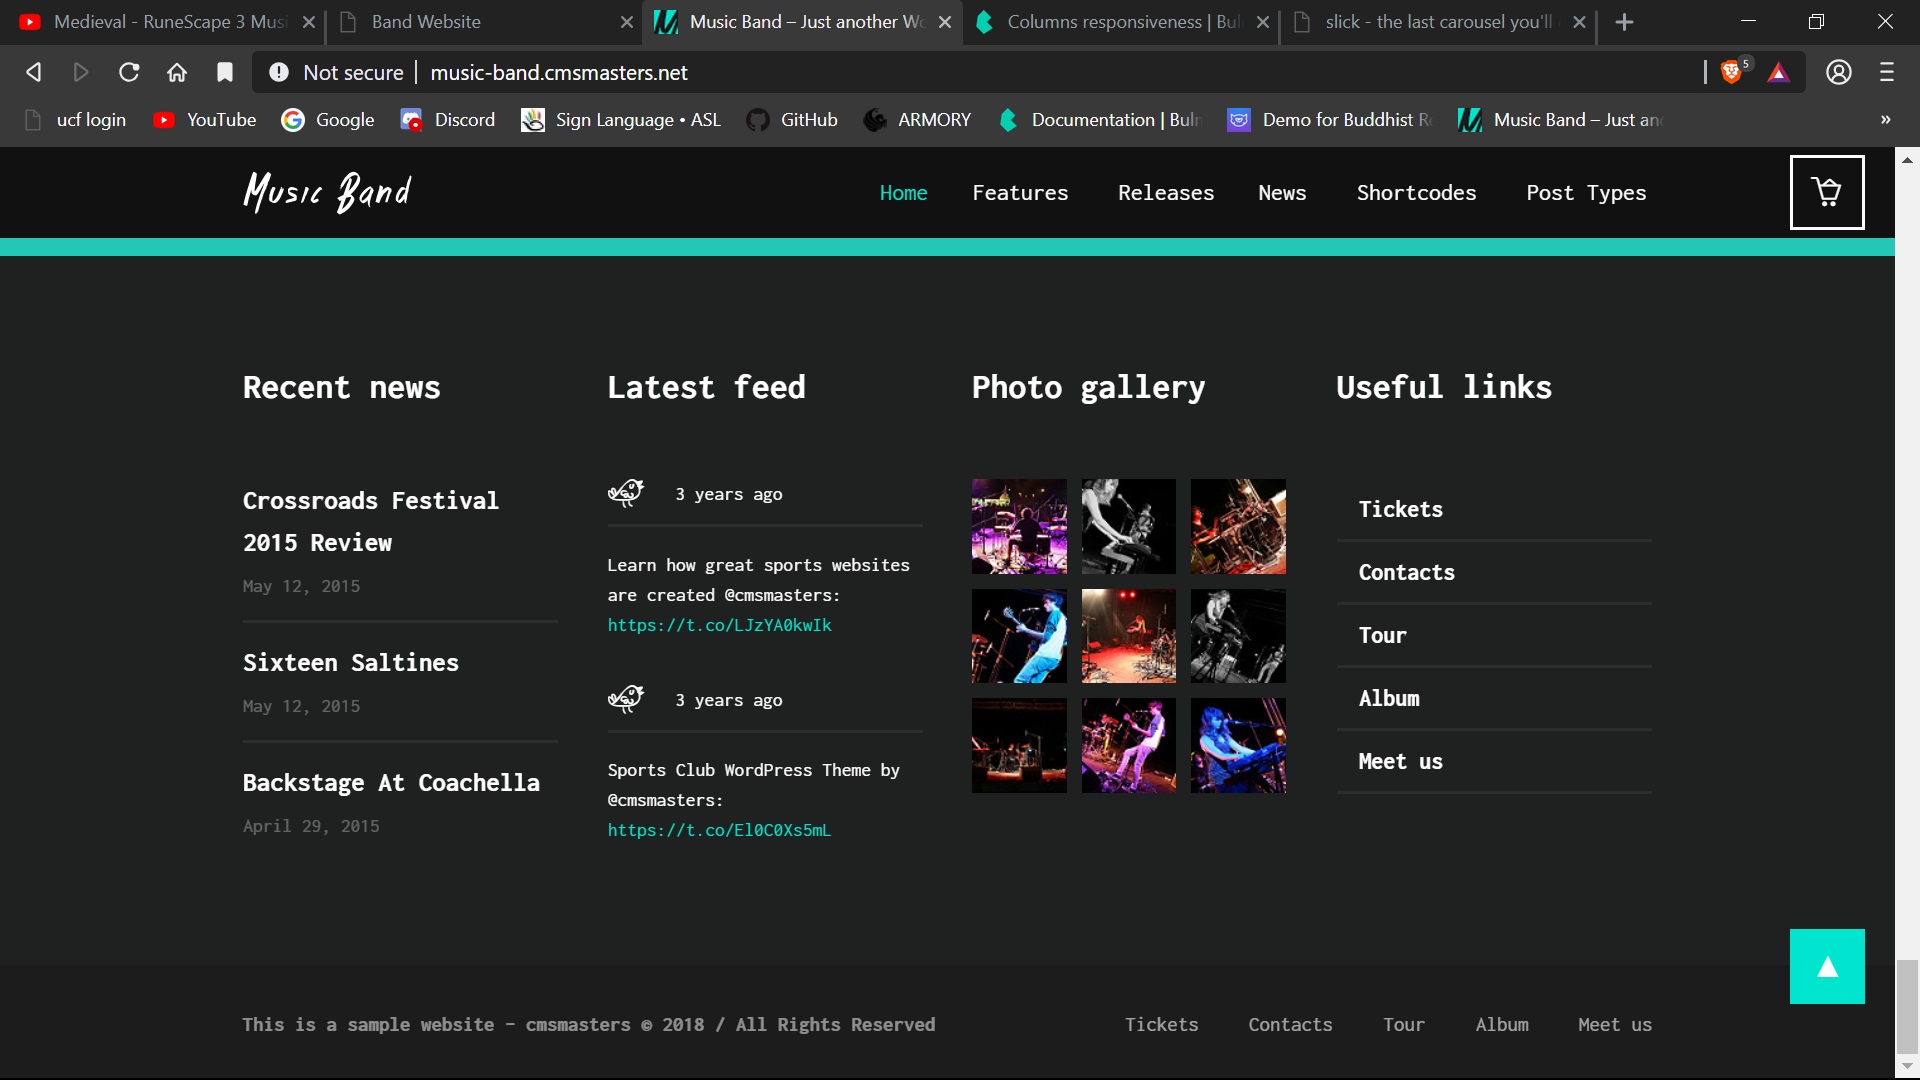 Medieval - RuneScape 3 Musi
Band Website
Music Band – Just another Wo
Columns responsiveness | Bul
slick - the last carousel you'll
Not secure
music-band.cmsmasters.net
5
ucf login
YouTube
Google
Discord
Sign Language • ASL
GitHub
ARMORY
Documentation | Buln
Demo for Buddhist Re
Music Band – Just ano
»
Music Band
Home
Features
Releases
News
Shortcodes
Post Types
Recent news
Crossroads Festival
2015 Review
May 12, 2015
Sixteen Saltines
May 12, 2015
Backstage At Coachella
April 29, 2015
Latest feed
3 years ago
Learn how great sports websites
are created @cmsmasters:
https://t.co/LJzYA0kwIk
3 years ago
Sports Club WordPress Theme by
@cmsmasters:
https://t.co/El0C0Xs5mL
Photo gallery
Useful links
Tickets
Contacts
Tour
Album
Meet us
This is a sample website - cmsmasters © 2018 / All Rights Reserved
Tickets
Contacts
Tour
Album
Meet us